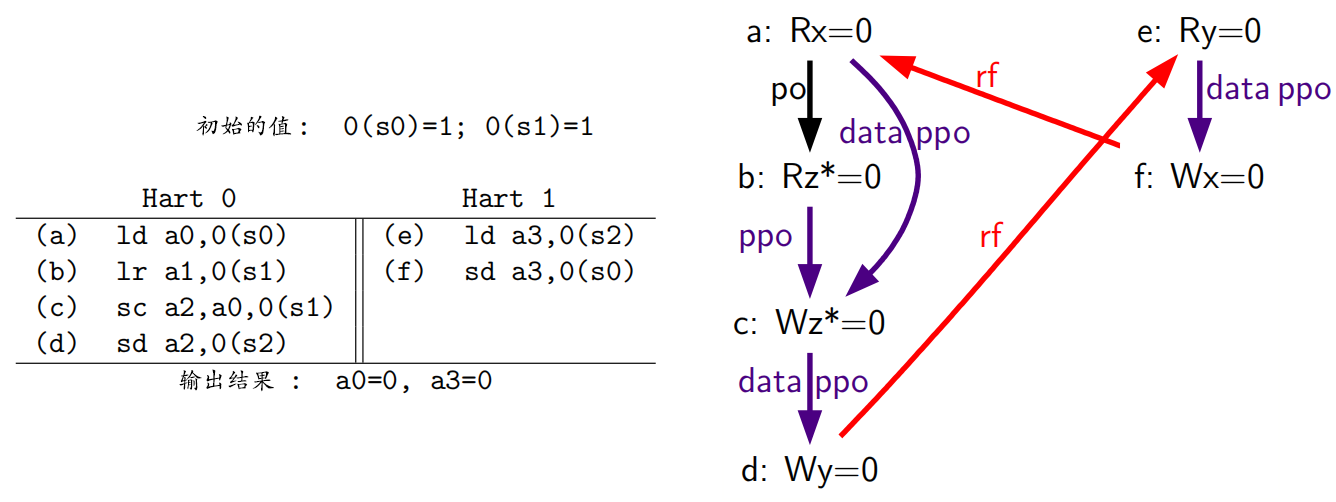 初始的值： 0(s0)=1; 0(s1)=1
Hart 0 Hart 1
(a) ld a0,0(s0) (e) ld a3,0(s2)
(b) lr a1,0(s1) (f) sd a3,0(s0)
(c) sc a2,a0,0(s1)
(d) sd a2,0(s2)
输出结果 : a0=0, a3=0
a: Rx=0
e: Ry=0
rf
po
data ppo
data ppo
b: Rz*=0
f: Wx=0
ppo
rf
c: Wz*=0
data ppo
d: Wy=0